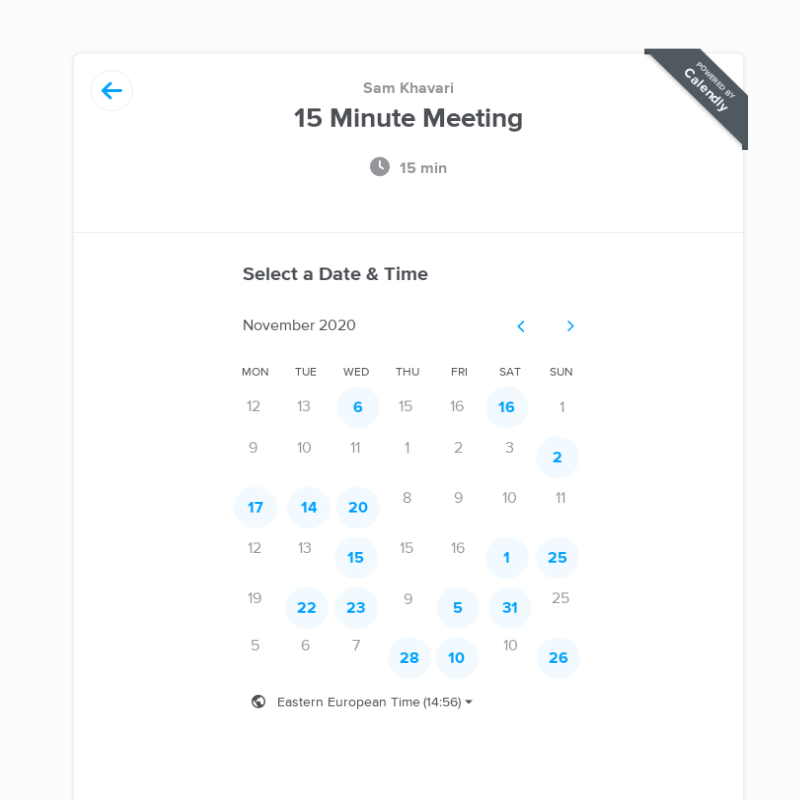 POWERED BY
Calendly
Sam Khavari
15 Minute Meeting
15 min
Select a Date & Time
November 2020
MON TUE WED THU FRI SAT SUN
12 13 6 15 16 16 1
9 10 11 1 2 3 2
17 14 20 8 9 10 11
12 13 15 15 16 1 25
19 22 23 9 5 31 25
5 6 7 28 10 10 26
Eastern European Time (14:56)